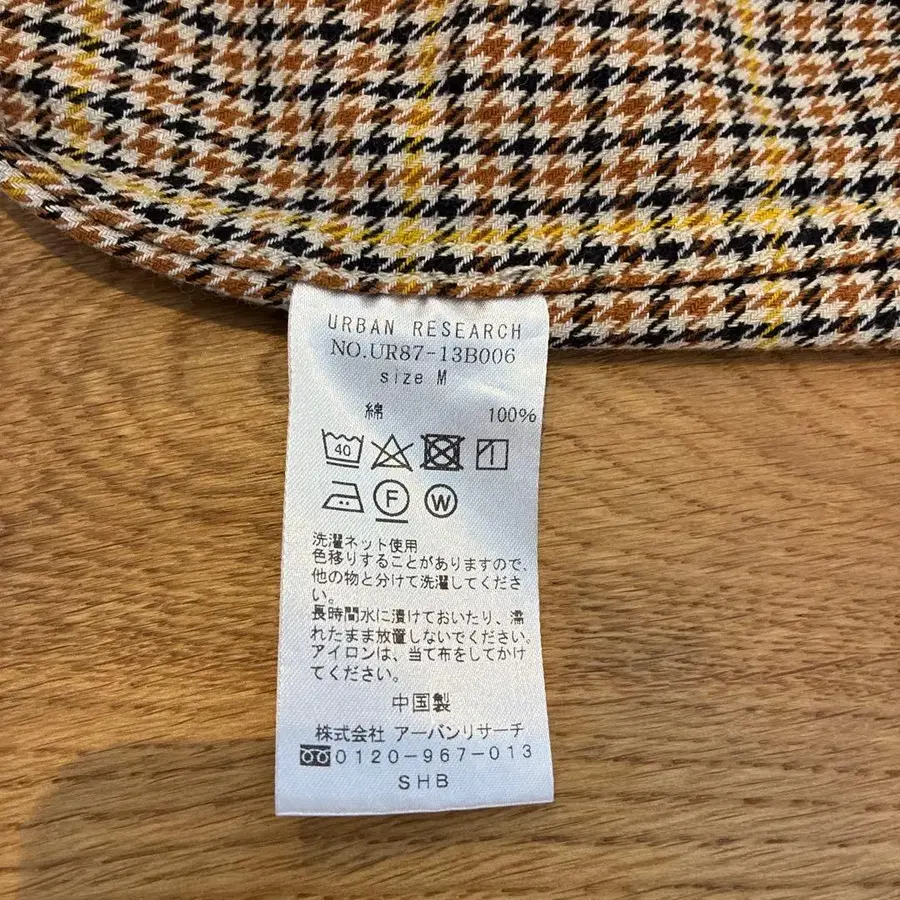 URBAN RESEARCH
NO.UR87-13B006
size M
綿 100%
40
F W
洗濯ネット使用
色移りすることがありますので、
他の物と分けて洗濯してくださ
い。
長時間水に漬けておいたり、濡
れたまま放置しないでください。
アイロンは、当て布をしてかけ
てください。
中国製
株式会社 アーバンリサーチ
0120-967-013
SHB